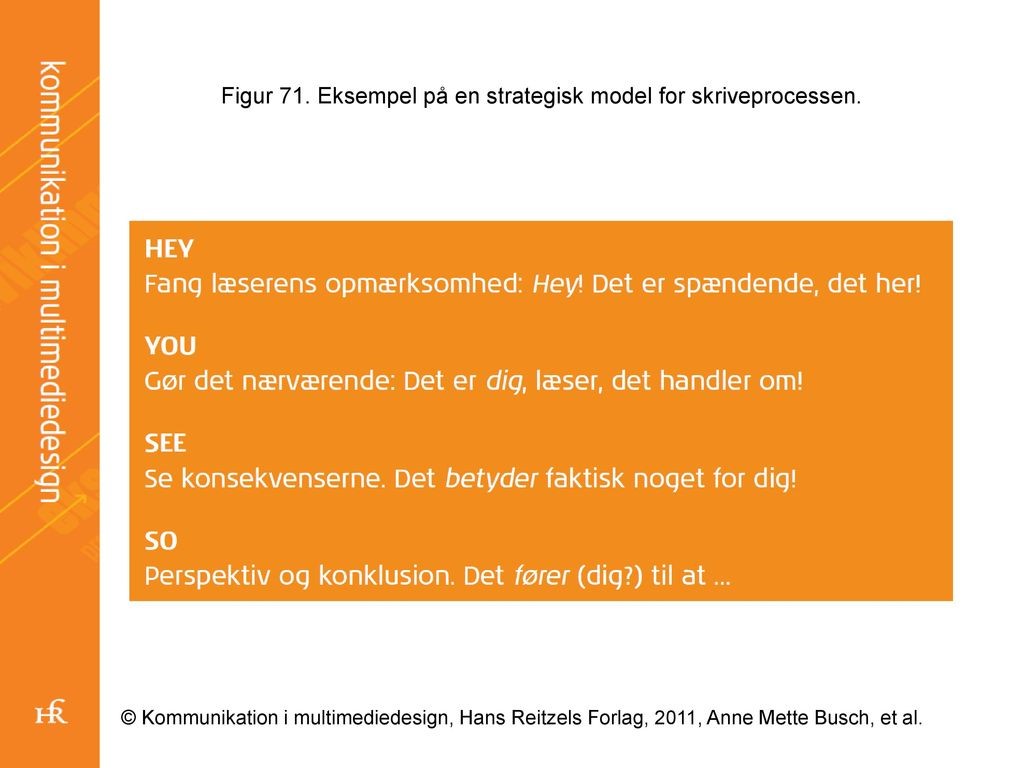 kommunikation i multimediedesign
Figur 71. Eksempel på en strategisk model for skriveprocessen.
HEY
Fang læserens opmærksomhed: Hey! Det er spændende, det her!
YOU
Gør det nærværende: Det er dig, læser, det handler om!
SEE
Se konsekvenserne. Det betyder faktisk noget for dig!
SO
Perspektiv og konklusion. Det fører (dig?) til at ...
HR
© Kommunikation i multimediedesign, Hans Reitzels Forlag, 2011, Anne Mette Busch, et al.